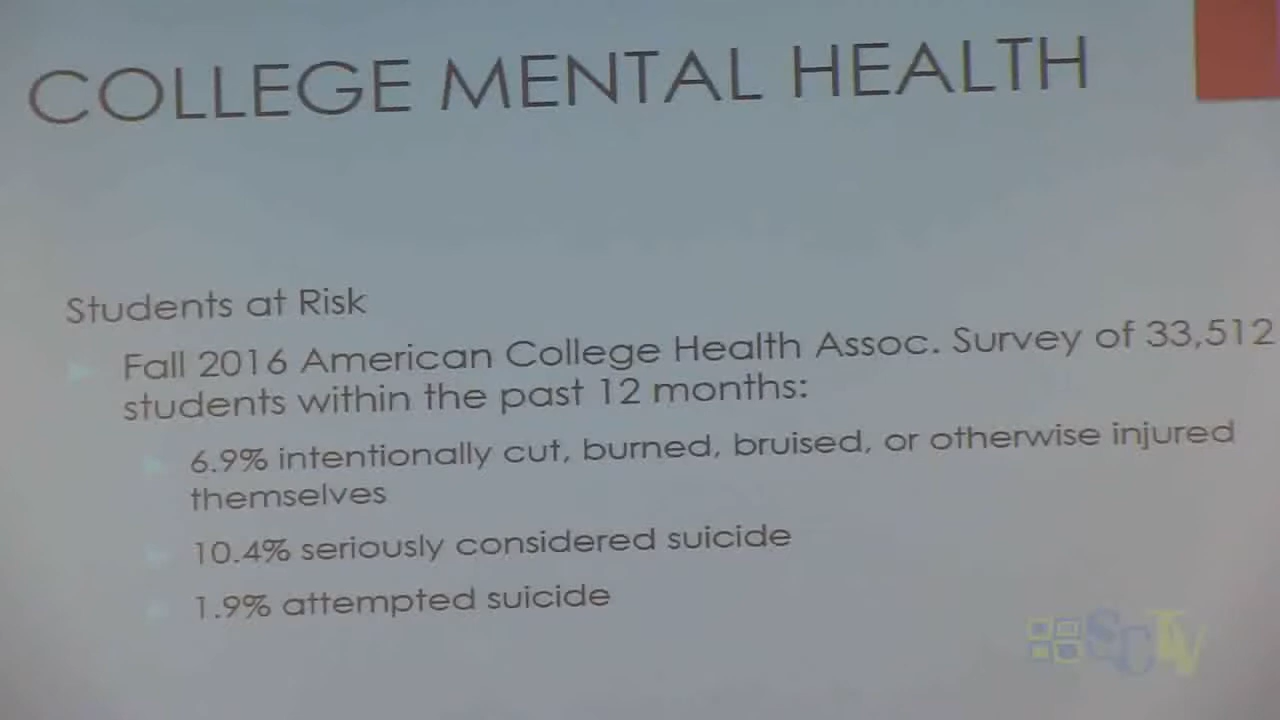 COLLEGE MENTAL HEALTH
Students at Risk
Fall 2016 American College Health Assoc. Survey of 33,512
students within the past 12 months:
6.9% intentionally cut, burned, bruised, or otherwise injured
themselves
10.4% seriously considered suicide
1.9% attempted suicide
SCTV